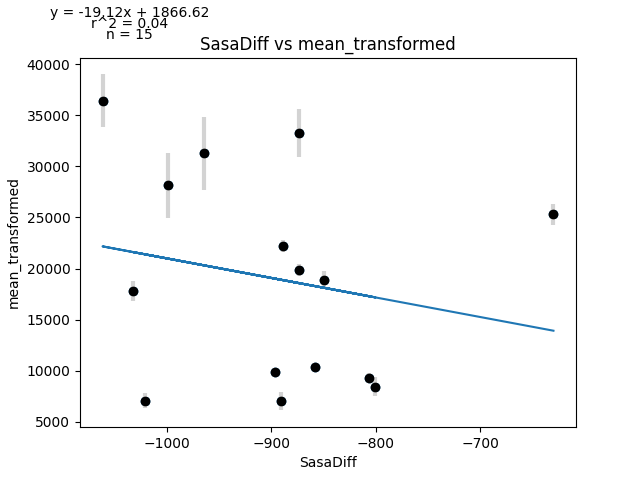 y = -19.12x + 1866.62
r^2 = 0.04
n = 15
SasaDiff vs mean_transformed
40000
35000
30000
25000
20000
15000
10000
5000
mean_transformed
−1000
−900
−800
−700
SasaDiff